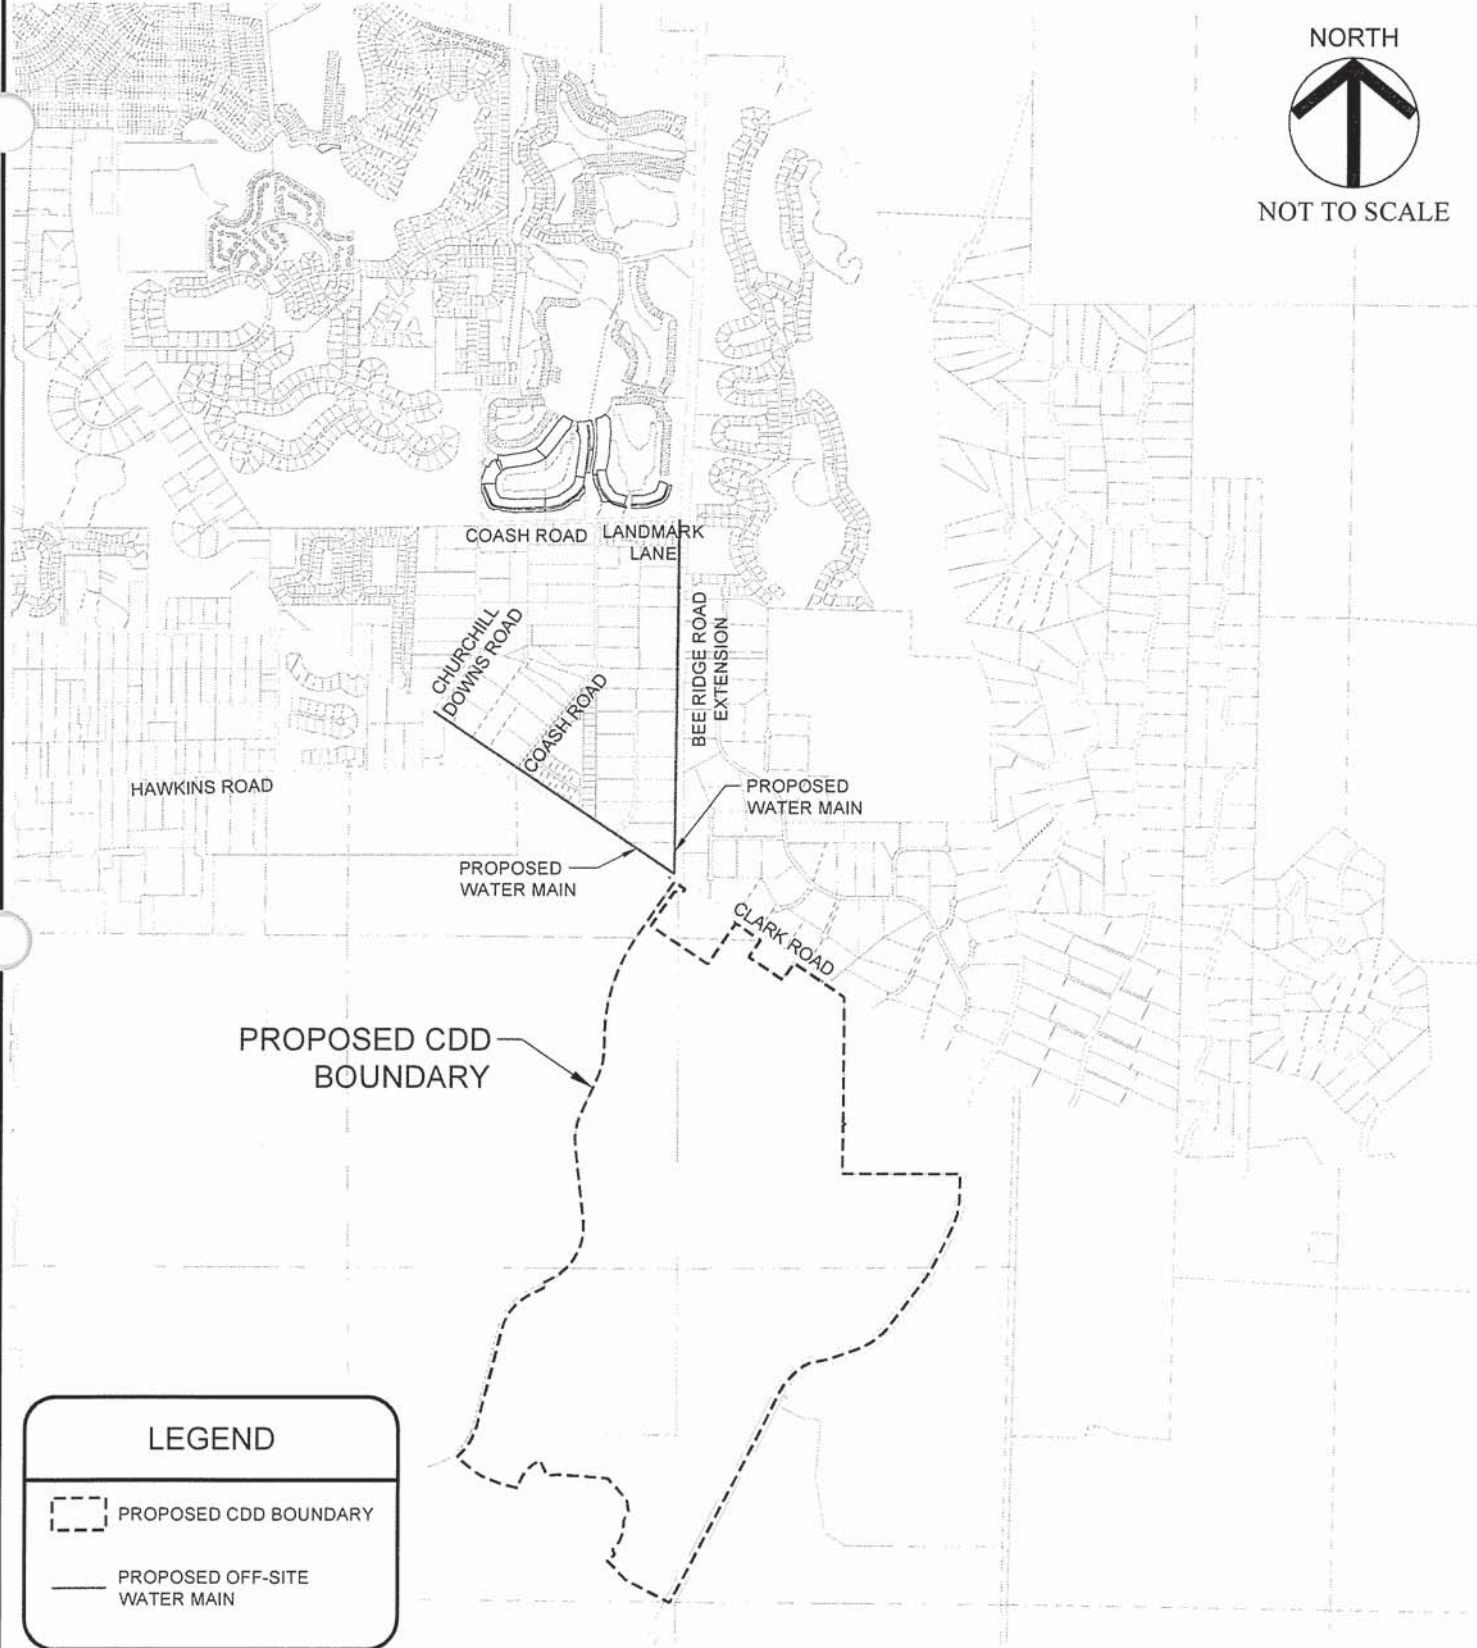 NORTH
NOT TO SCALE
COASH ROAD
LANDMARK
LANE
CHURCHILL
DOWNS ROAD
COASH ROAD
BEE RIDGE ROAD
EXTENSION
HAWKINS ROAD
PROPOSED
WATER MAIN
PROPOSED
WATER MAIN
CLARK ROAD
PROPOSED CDD
BOUNDARY
LEGEND
PROPOSED CDD BOUNDARY
PROPOSED OFF-SITE
WATER MAIN